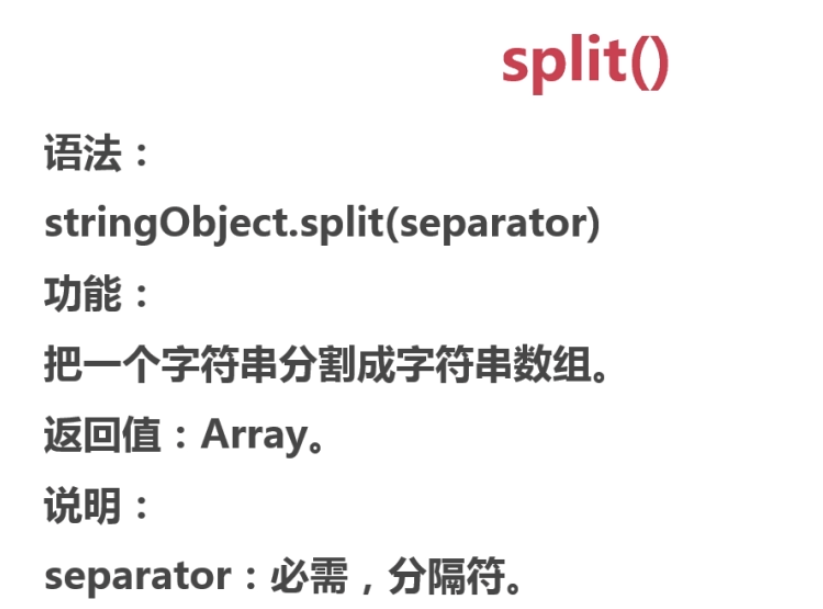 split()
语法：
stringObject.split(separator)
功能：
把一个字符串分割成字符串数组。
返回值：Array。
说明：
separator：必需，分隔符。